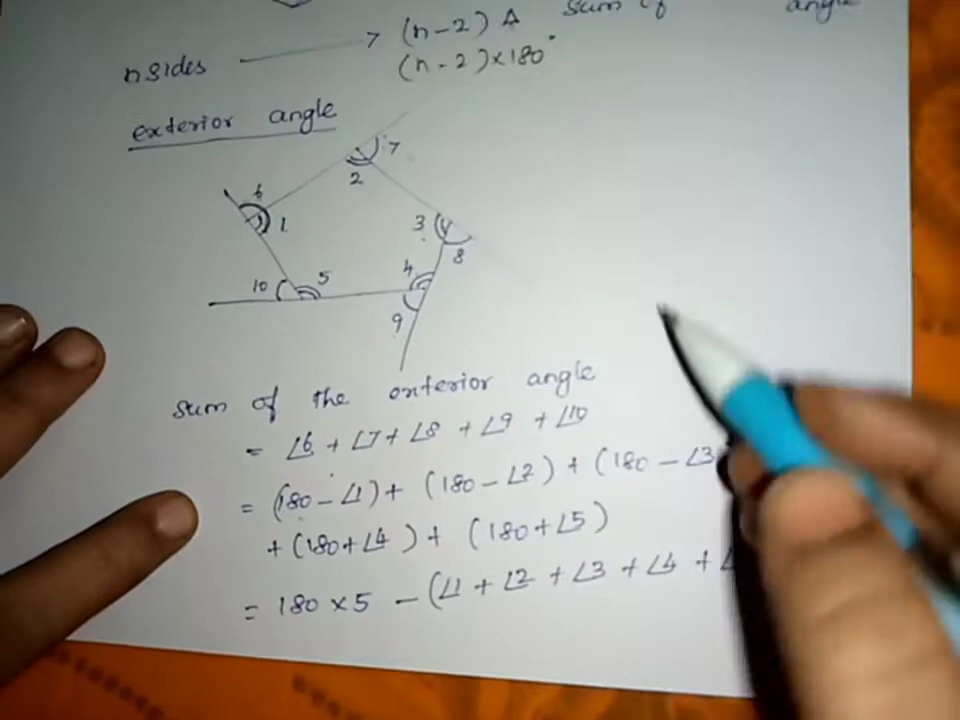 sum of angle
n sides → (n-2) Δ
(n-2)×180°
exterior angle
6 1 2 7
3 8
10 5 4 9
sum of the exterior angle
= ∠6 + ∠7 + ∠8 + ∠9 + ∠10
= (180 - ∠1) + (180 - ∠2) + (180 - ∠3
+ (180 + ∠4) + (180 + ∠5)
= 180 × 5 - (∠1 + ∠2 + ∠3 + ∠4 + ∠